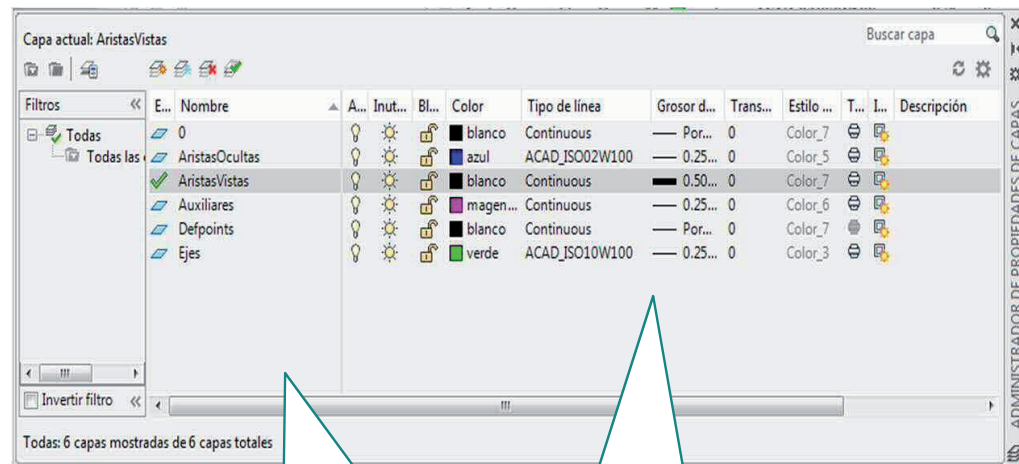 Capa actual: AristasVistas
Buscar capa
Filtros
E... Nombre A... Inut... Bl... Color Tipo de línea Grosor d... Trans... Estilo ... T... I... Descripción
Todas
Todas las
0 blanco Continuous Por... 0 Color_7
AristasOcultas azul ACAD_ISO02W100 0.25... 0 Color_5
AristasVistas blanco Continuous 0.50... 0 Color_7
Auxiliares magen... Continuous 0.25... 0 Color_6
Defpoints blanco Continuous Por... 0 Color_7
Ejes verde ACAD_ISO10W100 0.25... 0 Color_3
Invertir filtro
Todas: 6 capas mostradas de 6 capas totales
ADMINISTRADOR DE PROPIEDADES DE CAPAS